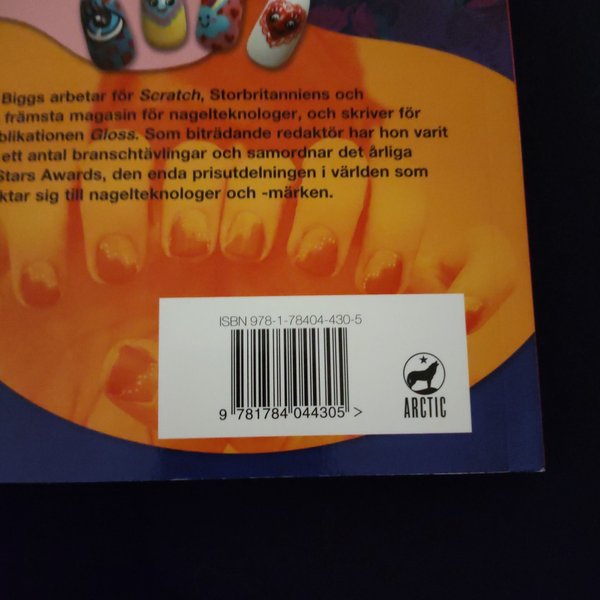 Biggs arbetar för Scratch, Storbritanniens och
främsta magasin för nagelteknologer, och skriver för
blikationen Gloss. Som biträdande redaktör har hon varit
ett antal branschtävlingar och samordnar det årliga
Stars Awards, den enda prisutdelningen i världen som
ktar sig till nagelteknologer och -märken.
ISBN 978-1-78404-430-5
9 781784 044305 >
ARCTIC